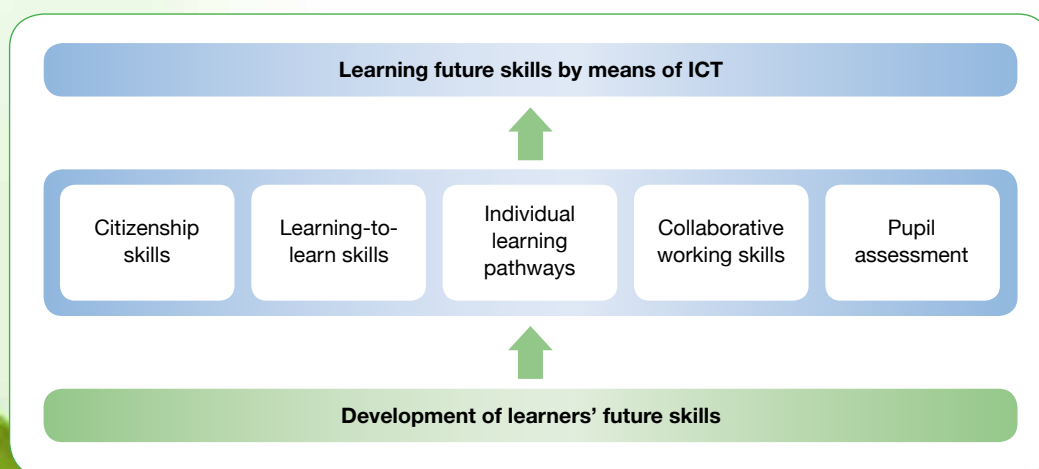 Learning future skills by means of ICT
Citizenship
skills
Learning-to-
learn skills
Individual
learning
pathways
Collaborative
working skills
Pupil
assessment
Development of learners’ future skills